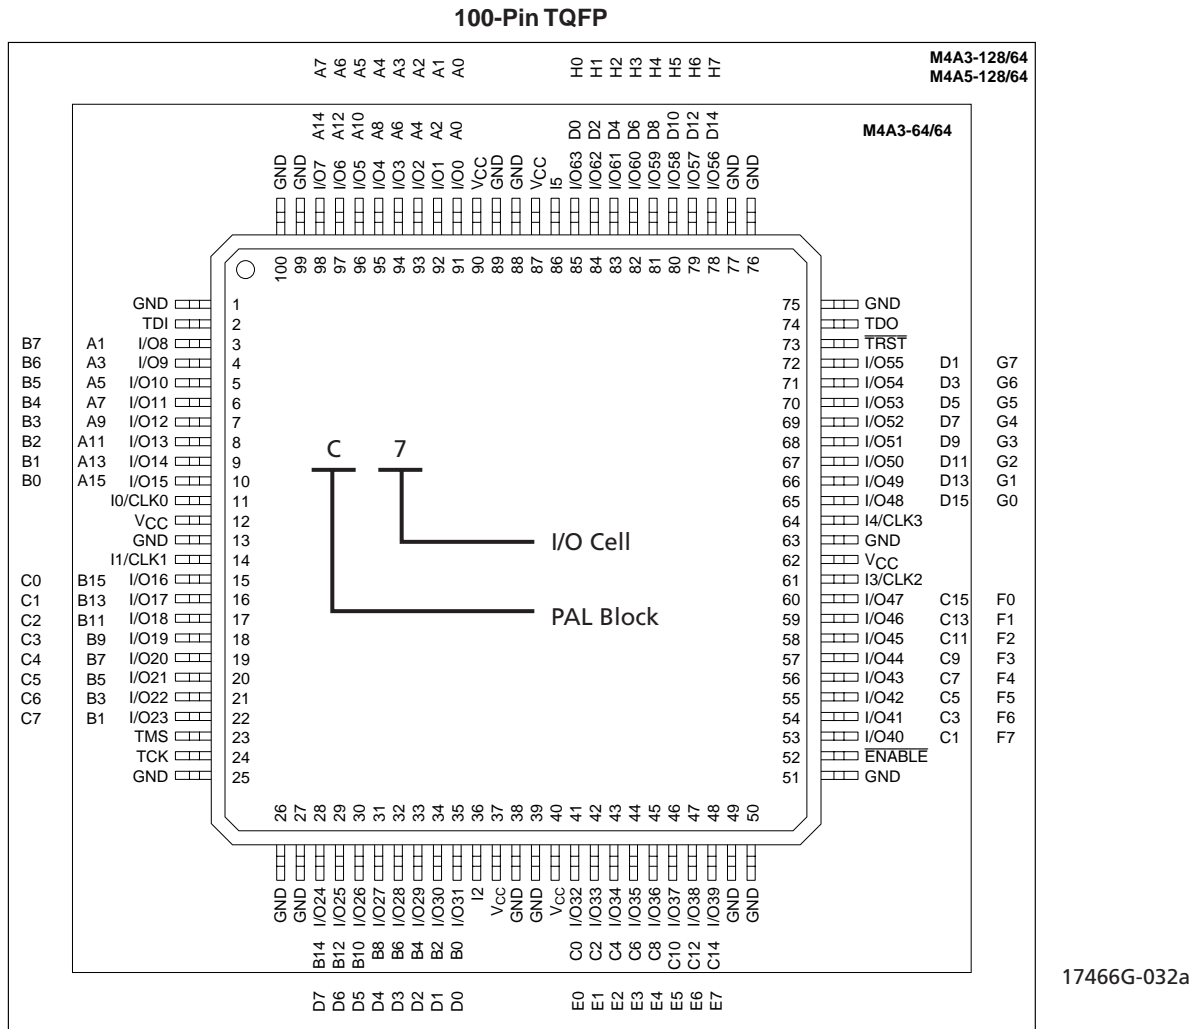 100-Pin TQFP
M4A3-128/64
M4A5-128/64
A7 A6 A5 A4 A3 A2 A1 A0 H0 H1 H2 H3 H4 H5 H6 H7
M4A3-64/64
A14 A12 A10 A8 A6 A4 A2 A0 D0 D2 D4 D6 D8 D10 D12 D14
GND GND I/O7 I/O6 I/O5 I/O4 I/O3 I/O2 I/O1 I/O0 VCC GND GND VCC I5 I/O63 I/O62 I/O61 I/O60 I/O59 I/O58 I/O57 I/O56 GND GND
100 99 98 97 96 95 94 93 92 91 90 89 88 87 86 85 84 83 82 81 80 79 78 77 76
GND 1 75 GND
TDI 2 74 TDO
B7 A1 I/O8 3 73 TRST
B6 A3 I/O9 4 72 I/O55 D1 G7
B5 A5 I/O10 5 71 I/O54 D3 G6
B4 A7 I/O11 6 70 I/O53 D5 G5
B3 A9 I/O12 7 69 I/O52 D7 G4
B2 A11 I/O13 8 68 I/O51 D9 G3
B1 A13 I/O14 9 67 I/O50 D11 G2
B0 A15 I/O15 10 66 I/O49 D13 G1
I0/CLK0 11 65 I/O48 D15 G0
VCC 12 64 I4/CLK3
GND 13 63 GND
I1/CLK1 14 62 VCC
C0 B15 I/O16 15 61 I3/CLK2
C1 B13 I/O17 16 60 I/O47 C15 F0
C2 B11 I/O18 17 59 I/O46 C13 F1
C3 B9 I/O19 18 58 I/O45 C11 F2
C4 B7 I/O20 19 57 I/O44 C9 F3
C5 B5 I/O21 20 56 I/O43 C7 F4
C6 B3 I/O22 21 55 I/O42 C5 F5
C7 B1 I/O23 22 54 I/O41 C3 F6
TMS 23 53 I/O40 C1 F7
TCK 24 52 ENABLE
GND 25 51 GND
C 7
I/O Cell
PAL Block
26 27 28 29 30 31 32 33 34 35 36 37 38 39 40 41 42 43 44 45 46 47 48 49 50
GND GND I/O24 I/O25 I/O26 I/O27 I/O28 I/O29 I/O30 I/O31 I2 VCC GND GND VCC I/O32 I/O33 I/O34 I/O35 I/O36 I/O37 I/O38 I/O39 GND GND
B14 B12 B10 B8 B6 B4 B2 B0 C0 C2 C4 C6 C8 C10 C12 C14
D7 D6 D5 D4 D3 D2 D1 D0 E0 E1 E2 E3 E4 E5 E6 E7
17466G-032a